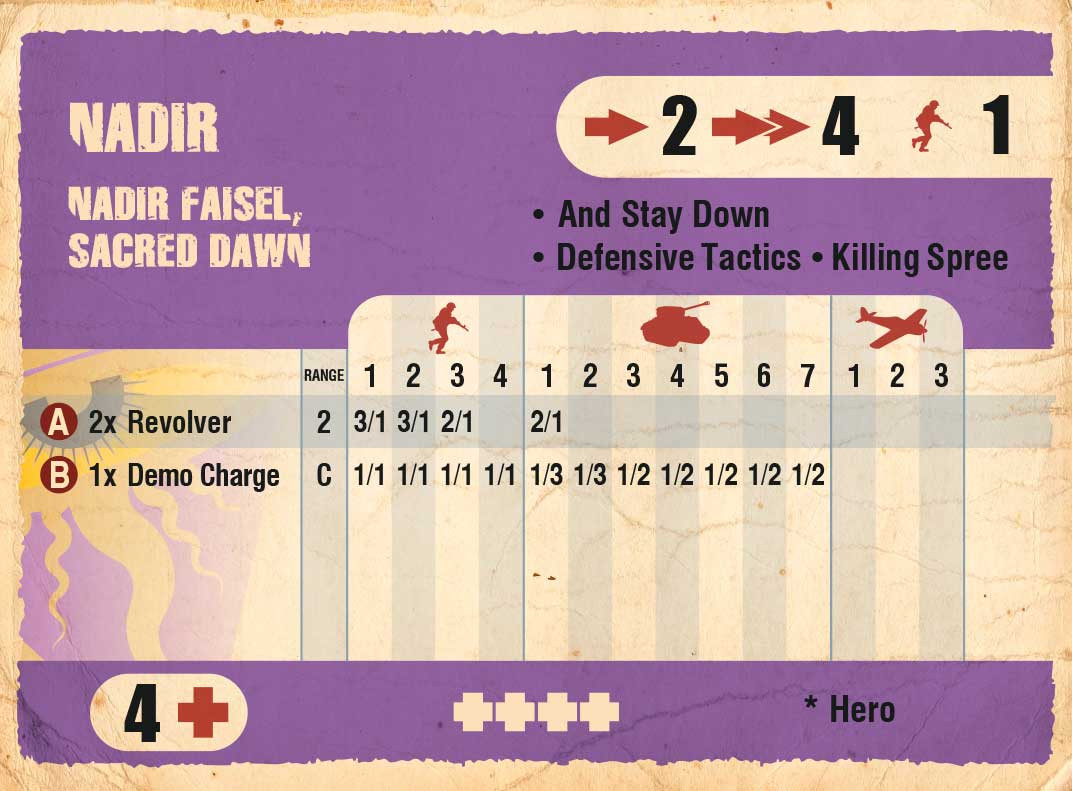 NADIR
2 4 1
NADIR FAISEL,
SACRED DAWN
• And Stay Down
• Defensive Tactics • Killing Spree
RANGE 1 2 3 4 1 2 3 4 5 6 7 1 2 3
A 2x Revolver 2 3/1 3/1 2/1 2/1
B 1x Demo Charge C 1/1 1/1 1/1 1/1 1/3 1/3 1/2 1/2 1/2 1/2 1/2
4
* Hero